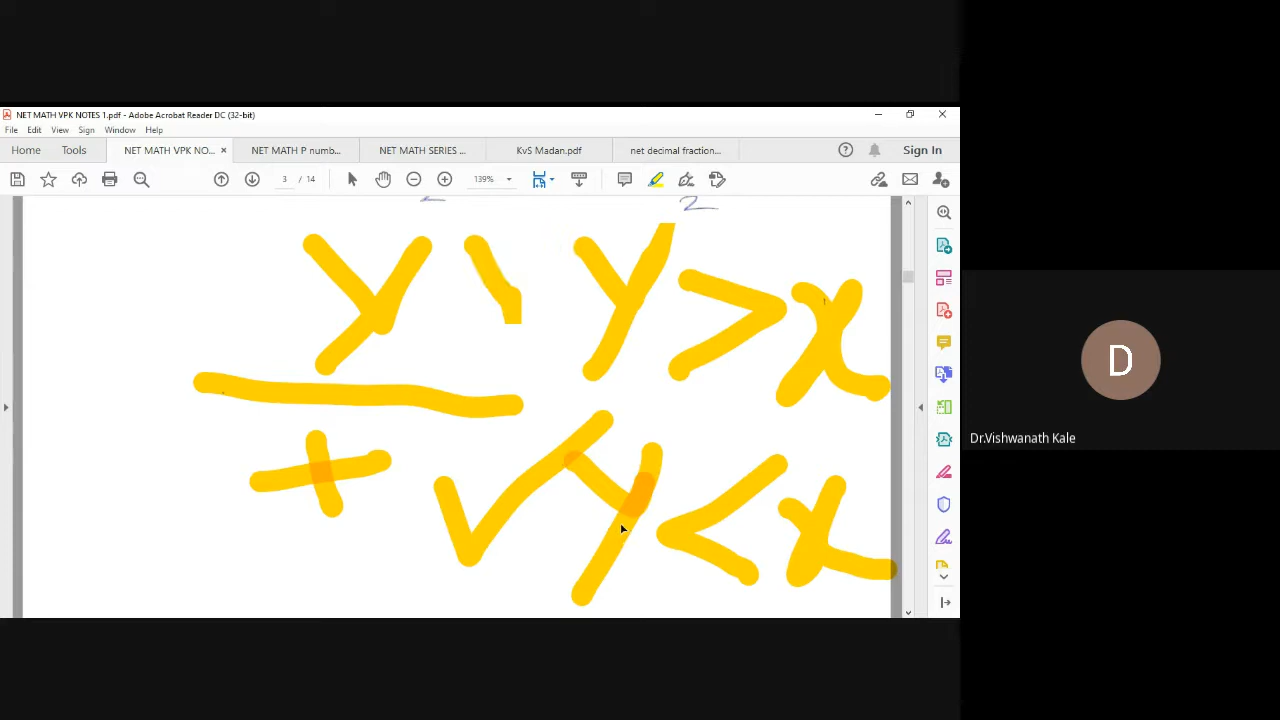 NET MATH VPK NOTES 1.pdf - Adobe Acrobat Reader DC (32-bit)
File Edit View Sign Window Help
Home Tools NET MATH VPK NO... × NET MATH P numb... NET MATH SERIES ... KvS Madan.pdf net decimal fraction... Sign In
3 / 14 139%
2 2
y \ y > x
+ √ y < x
D
Dr.Vishwanath Kale